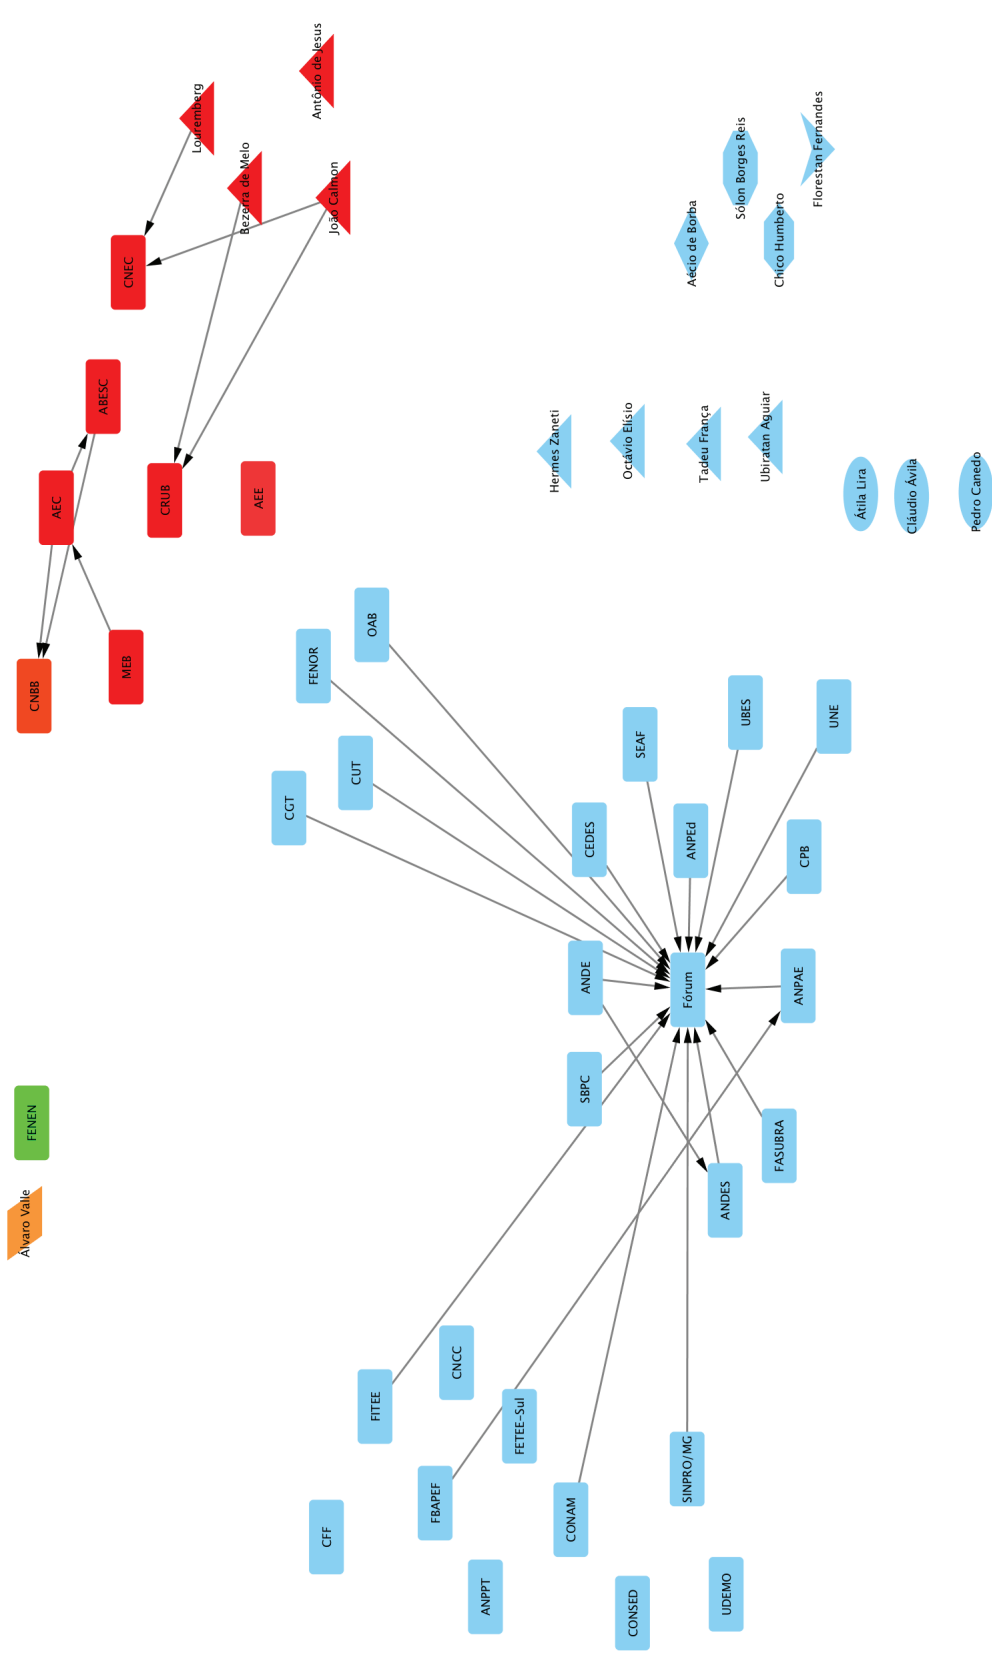 Antônio de Jesus
Louremberg
Bezerra de Melo
João Calmon
CNEC
ABESC
AEC
CRUB
AEE
CNBB
MEB
Florestan Fernandes
Sólon Borges Reis
Aécio de Borba
Chico Humberto
Hermes Zaneti
Octávio Elísio
Tadeu França
Ubiratan Aguiar
Átila Lira
Cláudio Ávila
Pedro Canedo
OAB
FENOR
CUT
CGT
SEAF
UBES
UNE
CEDES
ANPEd
CPB
ANDE
Fórum
ANPAE
SBPC
FASUBRA
ANDES
FENEN
Álvaro Valle
CNCC
FITEE
FETEE-Sul
FBAPEF
CONAM
SINPRO/MG
CFF
ANPPT
CONSED
UDEMO